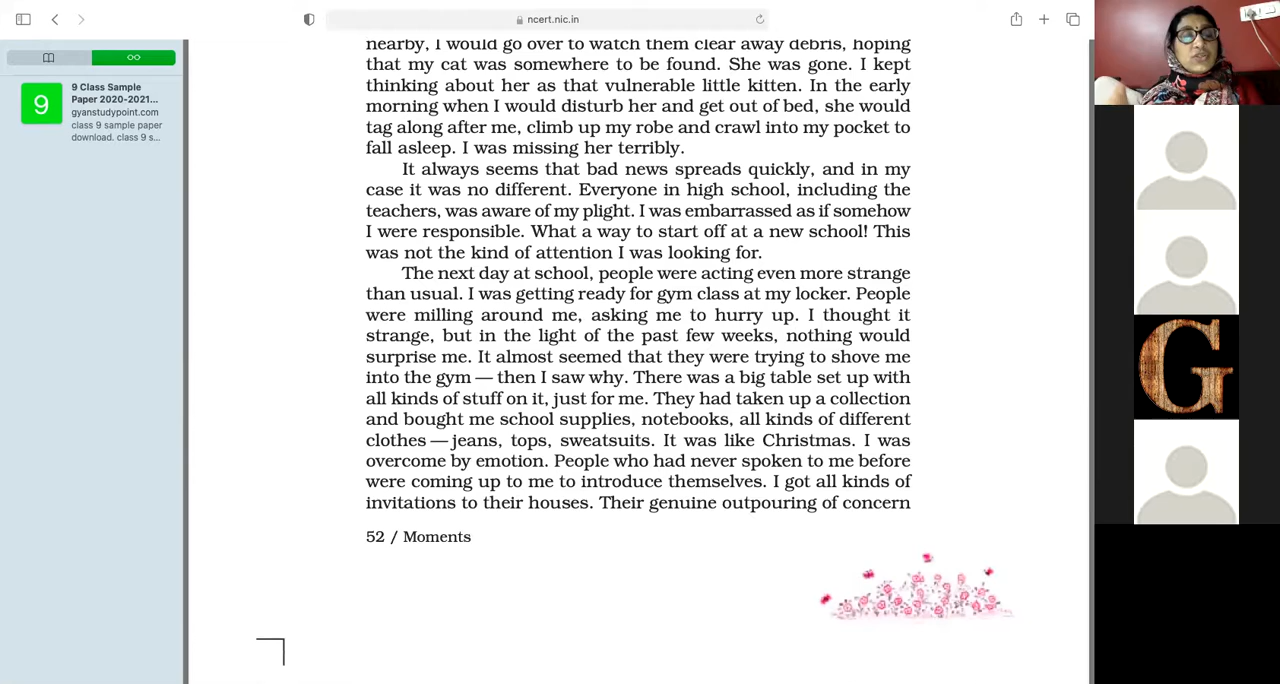 ncert.nic.in
9
9 Class Sample
Paper 2020-2021...
gyanstudypoint.com
class 9 sample paper
download. class 9 s...
nearby, I would go over to watch them clear away debris, hoping
that my cat was somewhere to be found. She was gone. I kept
thinking about her as that vulnerable little kitten. In the early
morning when I would disturb her and get out of bed, she would
tag along after me, climb up my robe and crawl into my pocket to
fall asleep. I was missing her terribly.
It always seems that bad news spreads quickly, and in my
case it was no different. Everyone in high school, including the
teachers, was aware of my plight. I was embarrassed as if somehow
I were responsible. What a way to start off at a new school! This
was not the kind of attention I was looking for.
The next day at school, people were acting even more strange
than usual. I was getting ready for gym class at my locker. People
were milling around me, asking me to hurry up. I thought it
strange, but in the light of the past few weeks, nothing would
surprise me. It almost seemed that they were trying to shove me
into the gym — then I saw why. There was a big table set up with
all kinds of stuff on it, just for me. They had taken up a collection
and bought me school supplies, notebooks, all kinds of different
clothes — jeans, tops, sweatsuits. It was like Christmas. I was
overcome by emotion. People who had never spoken to me before
were coming up to me to introduce themselves. I got all kinds of
invitations to their houses. Their genuine outpouring of concern
52 / Moments
G